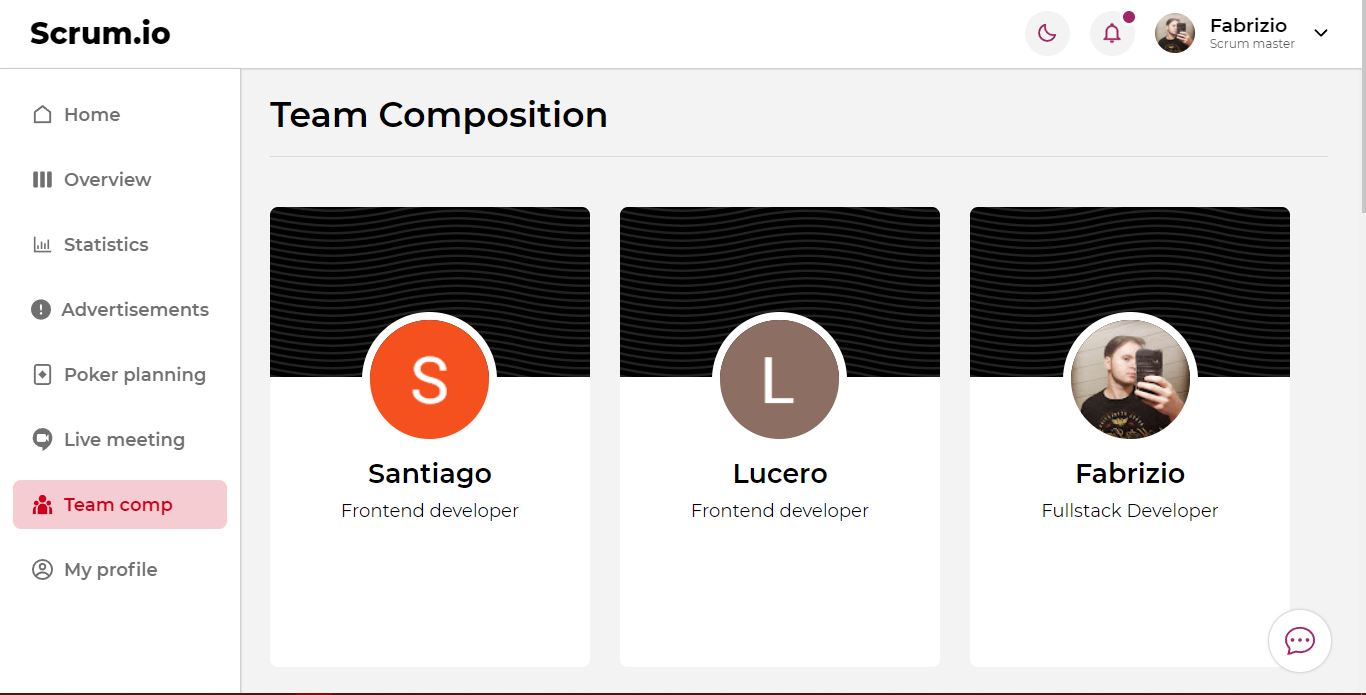 Scrum.io
Fabrizio
Scrum master
Home
Overview
Statistics
Advertisements
Poker planning
Live meeting
Team comp
My profile
Team Composition
S
Santiago
Frontend developer
L
Lucero
Frontend developer
Fabrizio
Fullstack Developer